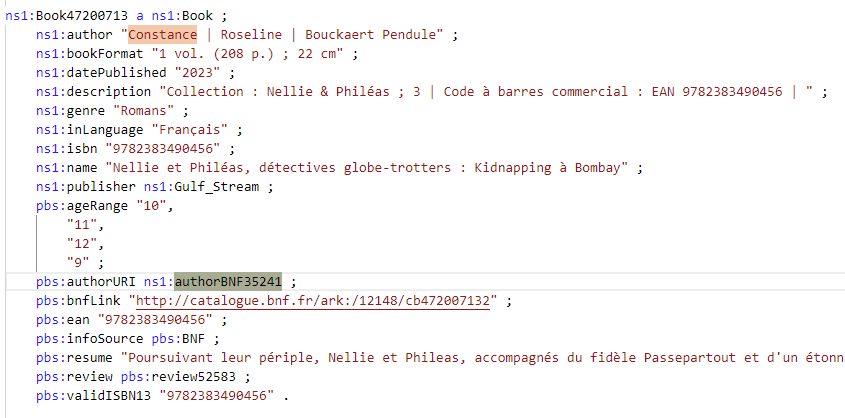 ns1:Book47200713 a ns1:Book ;
ns1:author "Constance | Roseline | Bouckaert Pendule" ;
ns1:bookFormat "1 vol. (208 p.) ; 22 cm" ;
ns1:datePublished "2023" ;
ns1:description "Collection : Nellie & Philéas ; 3 | Code à barres commercial : EAN 9782383490456 | " ;
ns1:genre "Romans" ;
ns1:inLanguage "Français" ;
ns1:isbn "9782383490456" ;
ns1:name "Nellie et Philéas, détectives globe-trotters : Kidnapping à Bombay" ;
ns1:publisher ns1:Gulf_Stream ;
pbs:ageRange "10",
"11",
"12",
"9" ;
pbs:authorURI ns1:authorBNF35241 ;
pbs:bnfLink "http://catalogue.bnf.fr/ark:/12148/cb472007132" ;
pbs:ean "9782383490456" ;
pbs:infoSource pbs:BNF ;
pbs:resume "Poursuivant leur périple, Nellie et Phileas, accompagnés du fidèle Passepartout et d'un étonn
pbs:review pbs:review52583 ;
pbs:validISBN13 "9782383490456" .